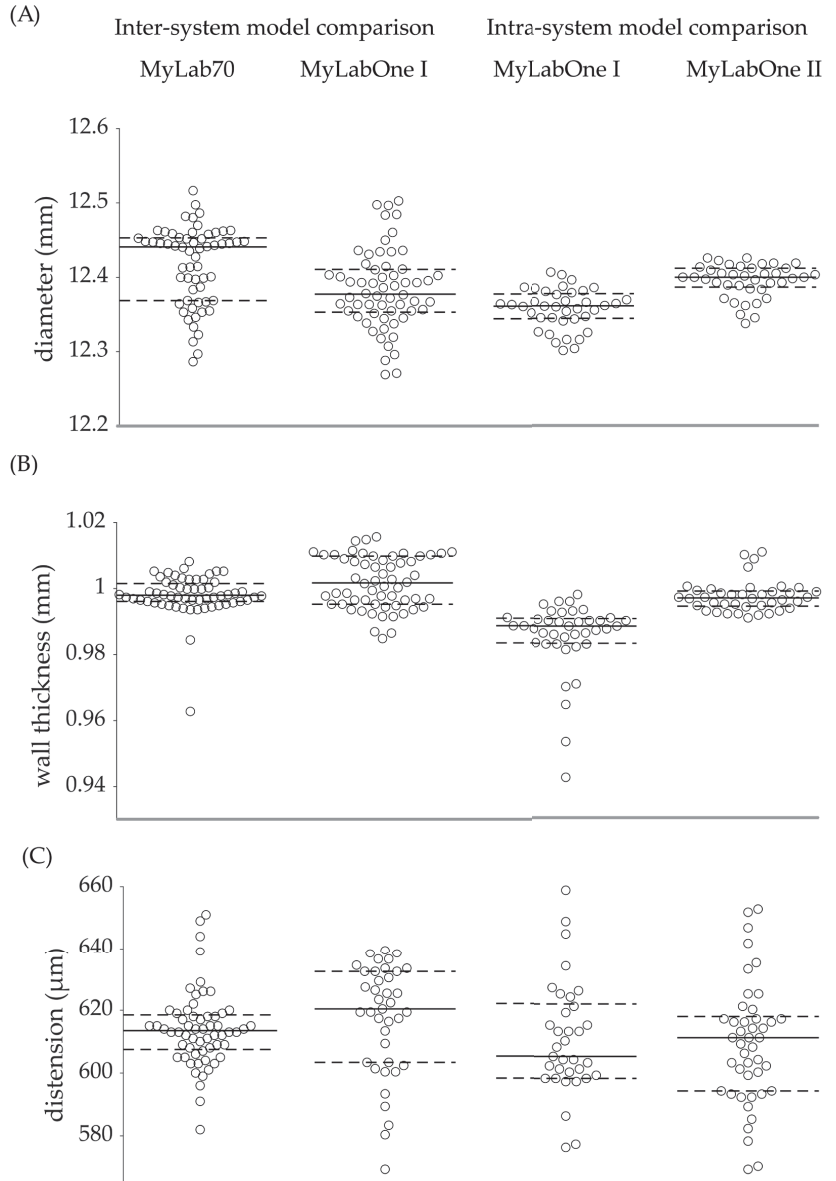 (A)
Inter-system model comparison Intra-system model comparison
MyLab70 MyLabOne I MyLabOne I MyLabOne II
diameter (mm)
12.6
12.5
12.4
12.3
12.2
(B)
wall thickness (mm)
1.02
1
0.98
0.96
0.94
(C)
distension (µm)
660
640
620
600
580